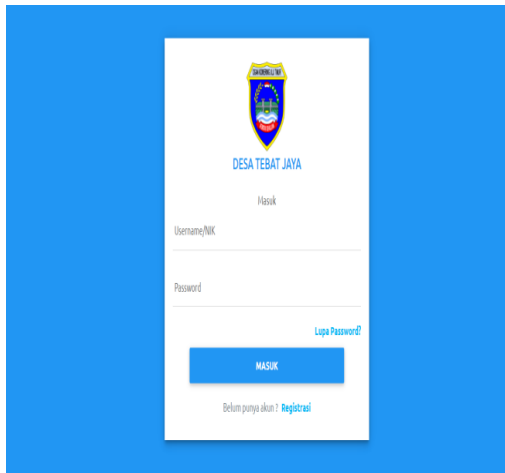 DESA TEBAT JAYA
Masuk
Username/NIK
Password
Lupa Password?
MASUK
Belum punya akun ? Registrasi